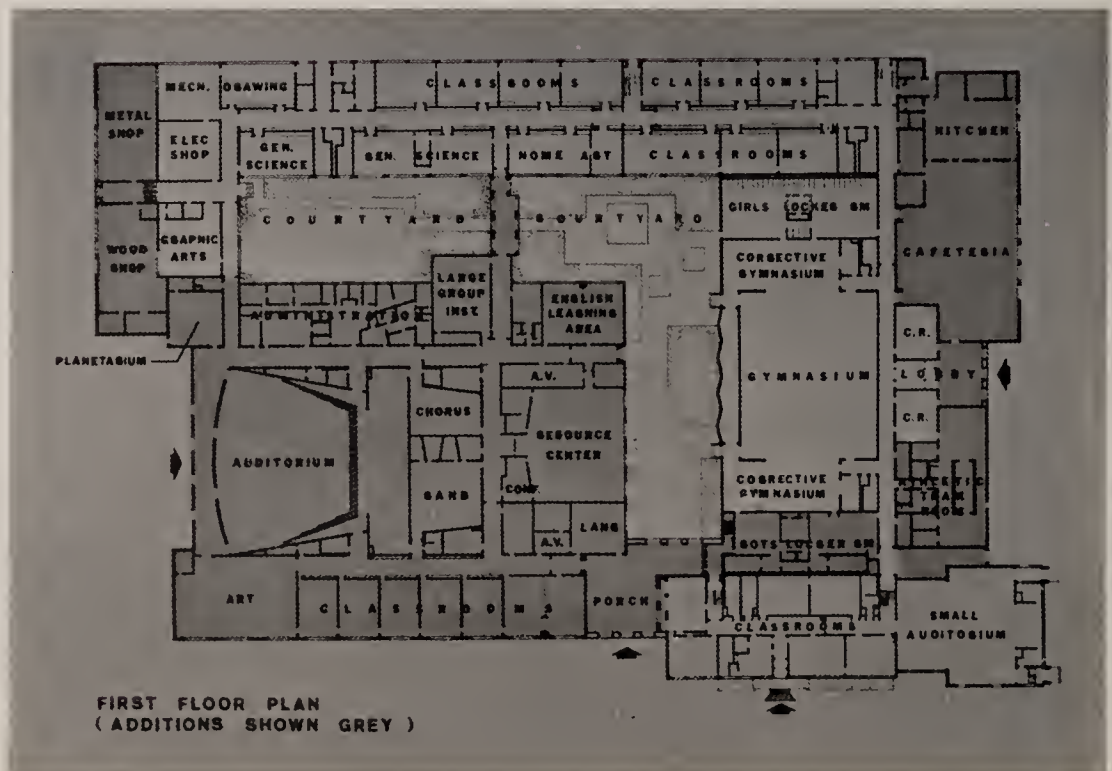 MECH. DRAWING
CLASSROOMS
CLASSROOMS
METAL
SHOP
ELEC
SHOP
GEN.
SCIENCE
GEN. SCIENCE
HOME ART
CLASSROOMS
KITCHEN
COURTYARD
COURTYARD
GIRLS LOCKER RM
WOOD
SHOP
GRAPHIC
ARTS
CORRECTIVE
GYMNASIUM
CAFETERIA
LARGE
GROUP
INST.
ENGLISH
LEARNING
AREA
ADMINISTRATION
C.R.
PLANETARIUM
A.V.
GYMNASIUM
LOBBY
CHORUS
C.R.
RESOURCE
CENTER
AUDITORIUM
CORRECTIVE
GYMNASIUM
CONF.
BAND
ATHLETIC
TEAM
ROOM
LANG
A.V.
BOYS LOCKER RM
ART
CLASSROOMS
PORCH
CLASSROOMS
SMALL
AUDITORIUM
FIRST FLOOR PLAN
( ADDITIONS SHOWN GREY )